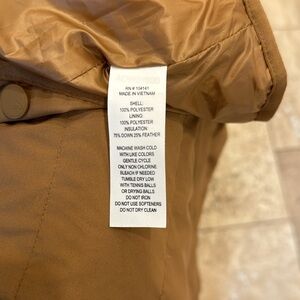 RN # 104141
MADE IN VIETNAM
SHELL:
100% POLYESTER
LINING:
100% POLYESTER
INSULATION:
75% DOWN 25% FEATHER
MACHINE WASH COLD
WITH LIKE COLORS
GENTLE CYCLE
ONLY NON CHLORINE
BLEACH IF NEEDED
TUMBLE DRY LOW
WITH TENNIS BALLS
OR DRYING BALLS
DO NOT IRON
DO NOT USE SOFTENERS
DO NOT DRY CLEAN